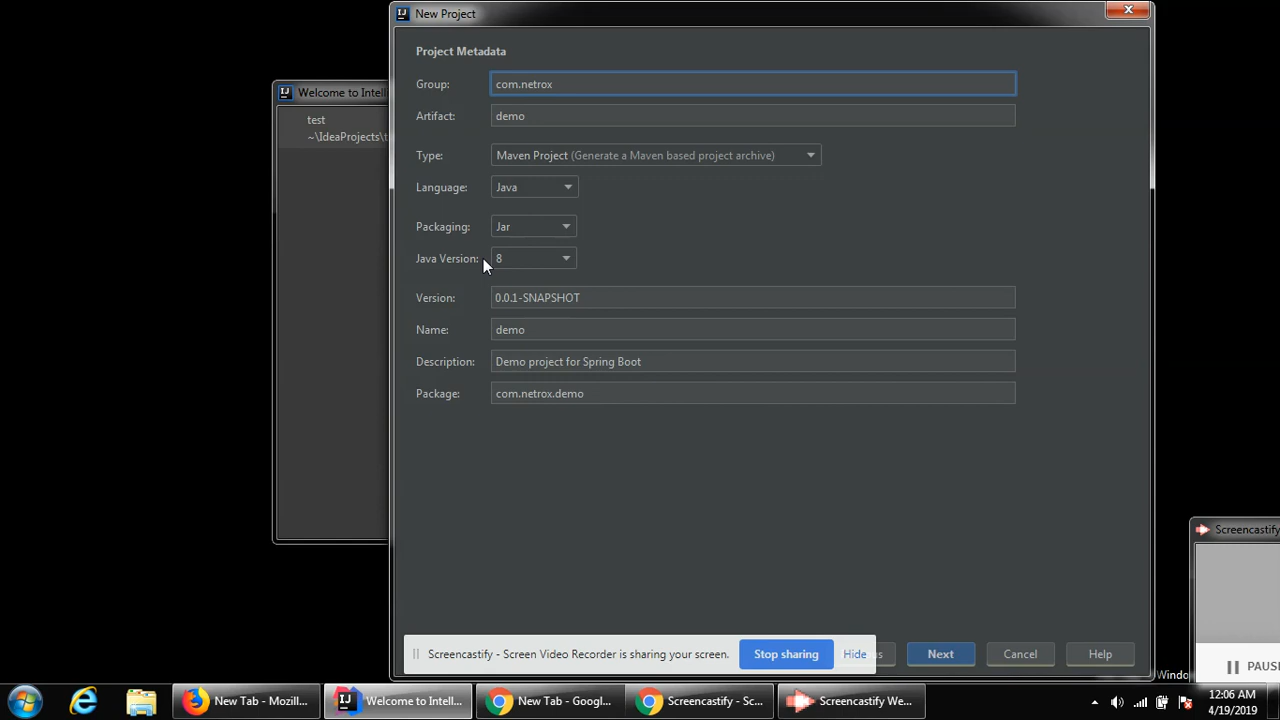 New Project
Project Metadata
Group: com.netrox
Welcome to Intelli
Artifact: demo
test
~\IdeaProjects\t
Type: Maven Project (Generate a Maven based project archive)
Language: Java
Packaging: Jar
Java Version: 8
Version: 0.0.1-SNAPSHOT
Name: demo
Description: Demo project for Spring Boot
Package: com.netrox.demo
Screencastify
Screencastify - Screen Video Recorder is sharing your screen. Stop sharing Hide
Next Cancel Help
PAUS
Windo
New Tab - Mozill... Welcome to Intell... New Tab - Googl... Screencastify - Sc... Screencastify We...
12:06 AM
4/19/2019